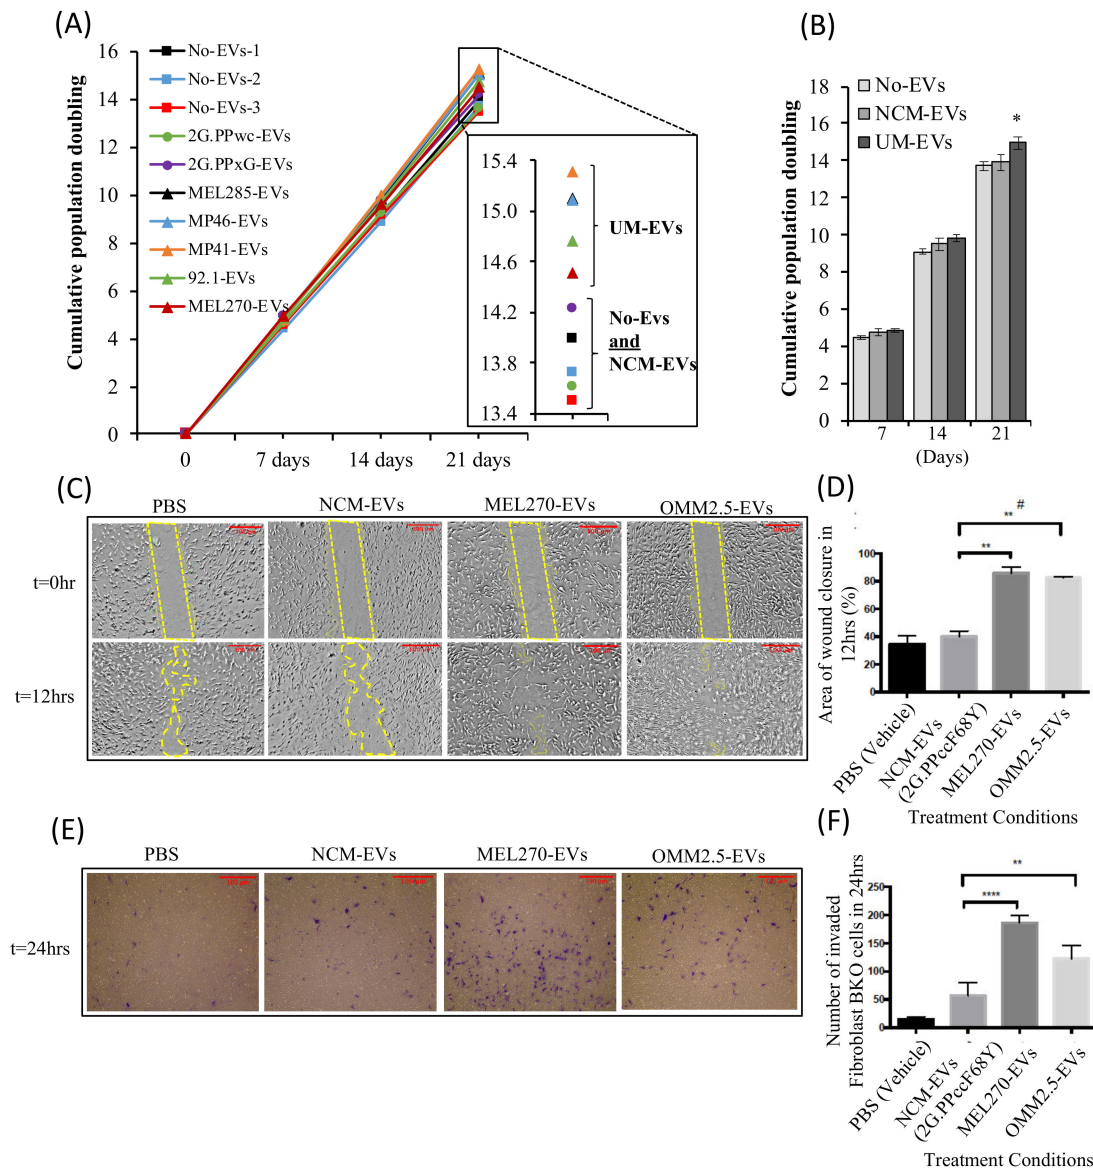 (A)
Cumulative population doubling
16
14
12
10
8
6
4
2
0
No-EVs-1
No-EVs-2
No-EVs-3
2G.PPwc-EVs
2G.PPxG-EVs
MEL285-EVs
MP46-EVs
MP41-EVs
92.1-EVs
MEL270-EVs
0
7 days
14 days
21 days
15.4
15.0
14.6
14.2
13.8
13.4
UM-EVs
No-Evs
and
NCM-EVs
(B)
Cumulative population doubling
18
16
14
12
10
8
6
4
2
0
No-EVs
NCM-EVs
UM-EVs
*
7
14
21
(Days)
(C)
PBS
NCM-EVs
MEL270-EVs
OMM2.5-EVs
t=0hr
t=12hrs
(D)
Area of wound closure in
12hrs (%)
100
80
60
40
20
0
** #
**
PBS (Vehicle)
NCM-EVs
(2G.PPccF68Y)
MEL270-EVs
OMM2.5-EVs
Treatment Conditions
(E)
PBS
NCM-EVs
MEL270-EVs
OMM2.5-EVs
t=24hrs
(F)
Number of invaded
Fibroblast BKO cells in 24hrs
250
200
150
100
50
0
**
****
PBS (Vehicle)
NCM-EVs
(2G.PPccF68Y)
MEL270-EVs
OMM2.5-EVs
Treatment Conditions